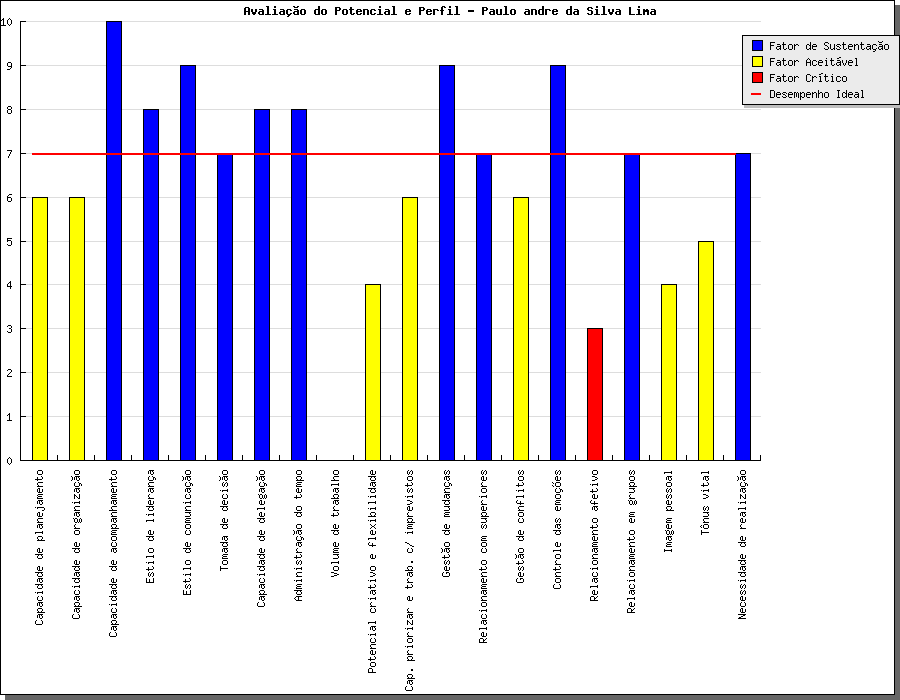 Avaliação do Potencial e Perfil - Paulo andre da Silva Lima
Fator de Sustentação
Fator Aceitável
Fator Crítico
Desempenho Ideal
10
9
8
7
6
5
4
3
2
1
0
Capacidade de planejamento
Capacidade de organização
Capacidade de acompanhamento
Estilo de liderança
Estilo de comunicação
Tomada de decisão
Capacidade de delegação
Administração do tempo
Volume de trabalho
Potencial criativo e flexibilidade
Cap. priorizar e trab. c/ imprevistos
Gestão de mudanças
Relacionamento com superiores
Gestão de conflitos
Controle das emoções
Relacionamento afetivo
Relacionamento em grupos
Imagem pessoal
Tônus vital
Necessidade de realização